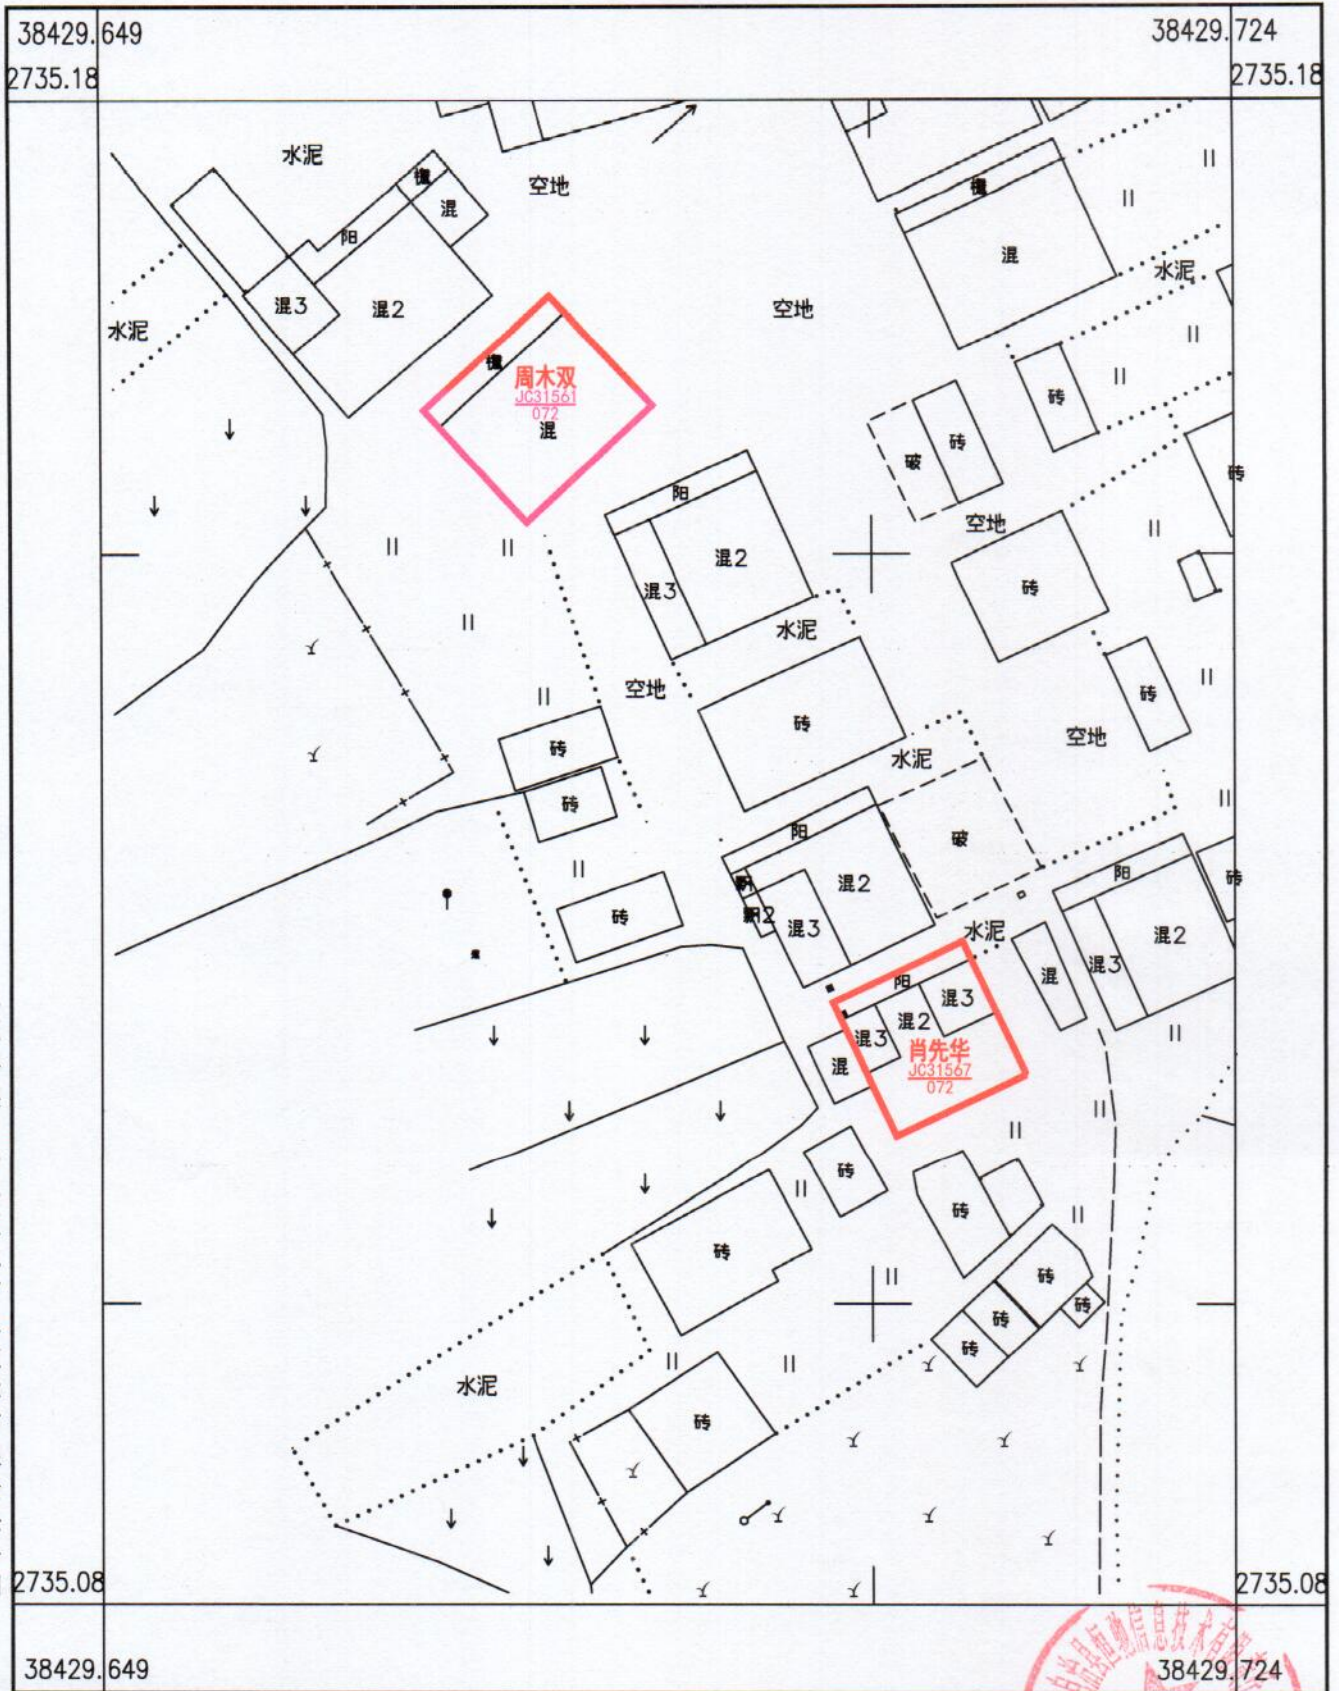 38429.649
38429.724
2735.18
2735.18
水泥
空地
混
阳
混
混3
混2
空地
水泥
水泥
周木双
JC31561
072
混
砖
砖
破
砖
阳
空地
混2
混3
砖
水泥
空地
砖
砖
砖
水泥
空地
砖
阳
破
阳
砖
混2
混2
砖
混3
水泥
混2
混
混3
阳
混3
混2
混3
混
肖先华
JC31567
072
砖
砖
砖
砖
砖
砖
砖
水泥
砖
2735.08
2735.08
38429.649
38429.724